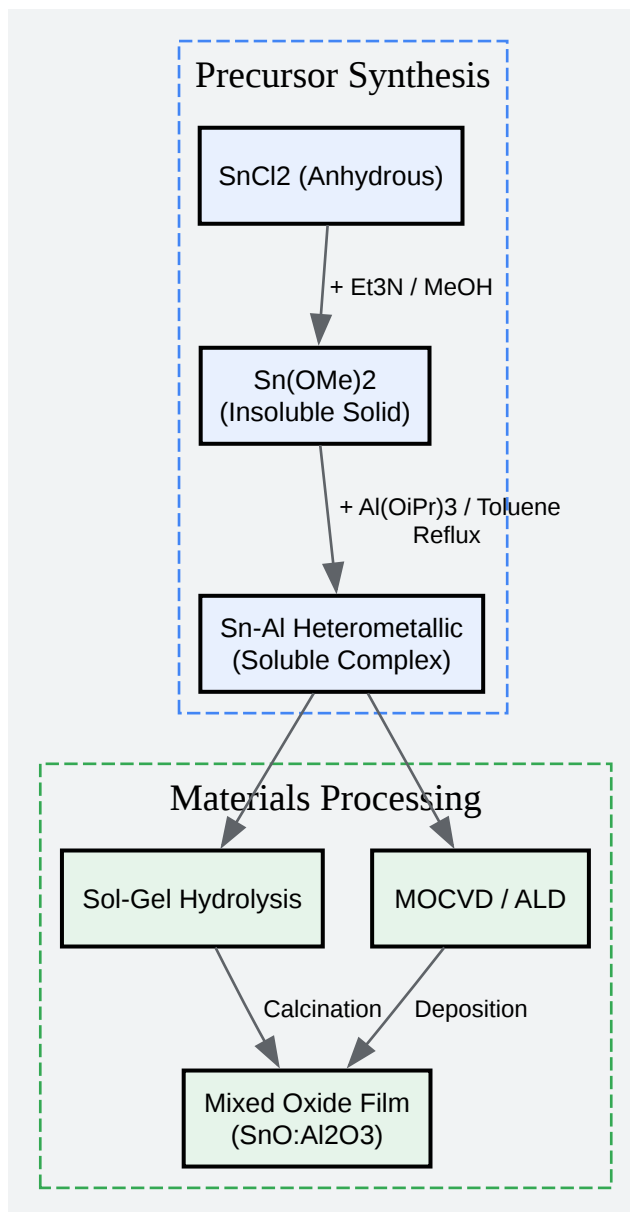 Precursor Synthesis
SnCl2 (Anhydrous)
+ Et3N / MeOH
Sn(OMe)2
(Insoluble Solid)
+ Al(OiPr)3 / Toluene
Reflux
Sn-Al Heterometallic
(Soluble Complex)
Materials Processing
Sol-Gel Hydrolysis
MOCVD / ALD
Calcination
Deposition
Mixed Oxide Film
(SnO:Al2O3)